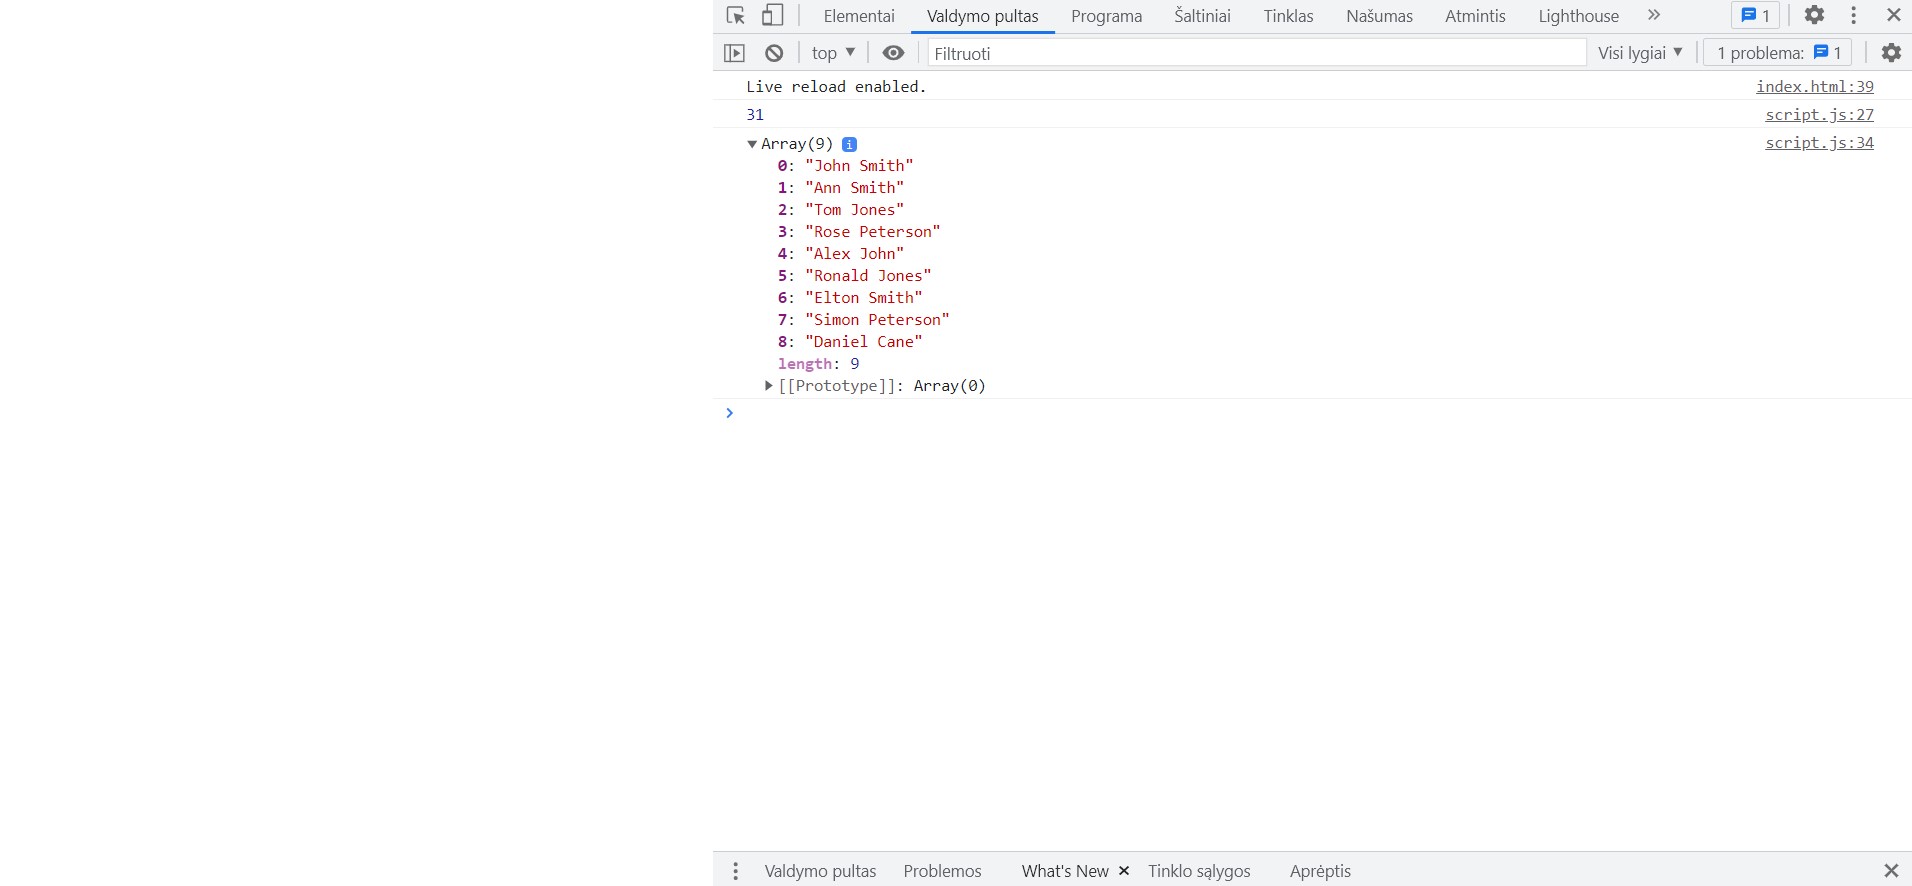 Elementai Valdymo pultas Programa Šaltiniai Tinklas Našumas Atmintis Lighthouse » 1
top Filtruoti Visi lygiai 1 problema: 1
Live reload enabled. index.html:39
31 script.js:27
Array(9) i script.js:34
0: "John Smith"
1: "Ann Smith"
2: "Tom Jones"
3: "Rose Peterson"
4: "Alex John"
5: "Ronald Jones"
6: "Elton Smith"
7: "Simon Peterson"
8: "Daniel Cane"
length: 9
[[Prototype]]: Array(0)
Valdymo pultas Problemos What's New Tinklo sąlygos Aprėptis